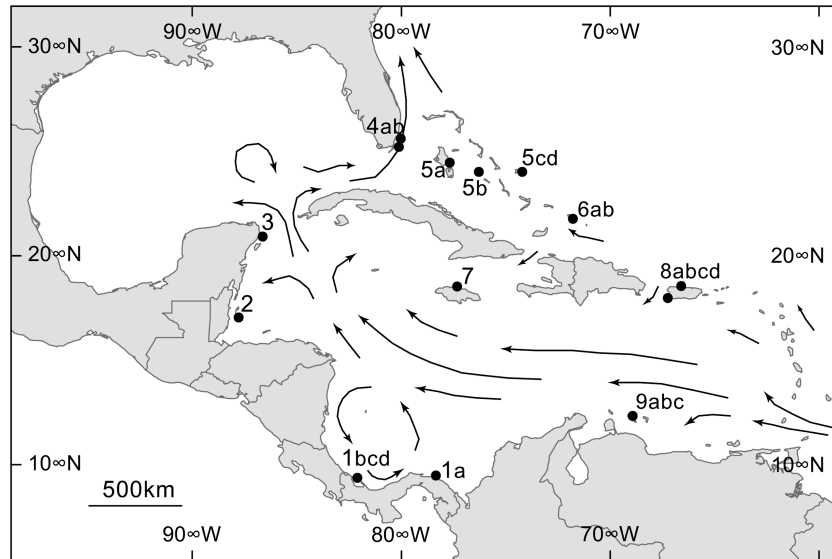 90∞W 80∞W 70∞W
30∞N 30∞N
4ab
5a 5b 5cd
6ab
3
20∞N 20∞N
7 8abcd
2
9abc
1bcd 1a
10∞N 10∞N
500km
90∞W 80∞W 70∞W